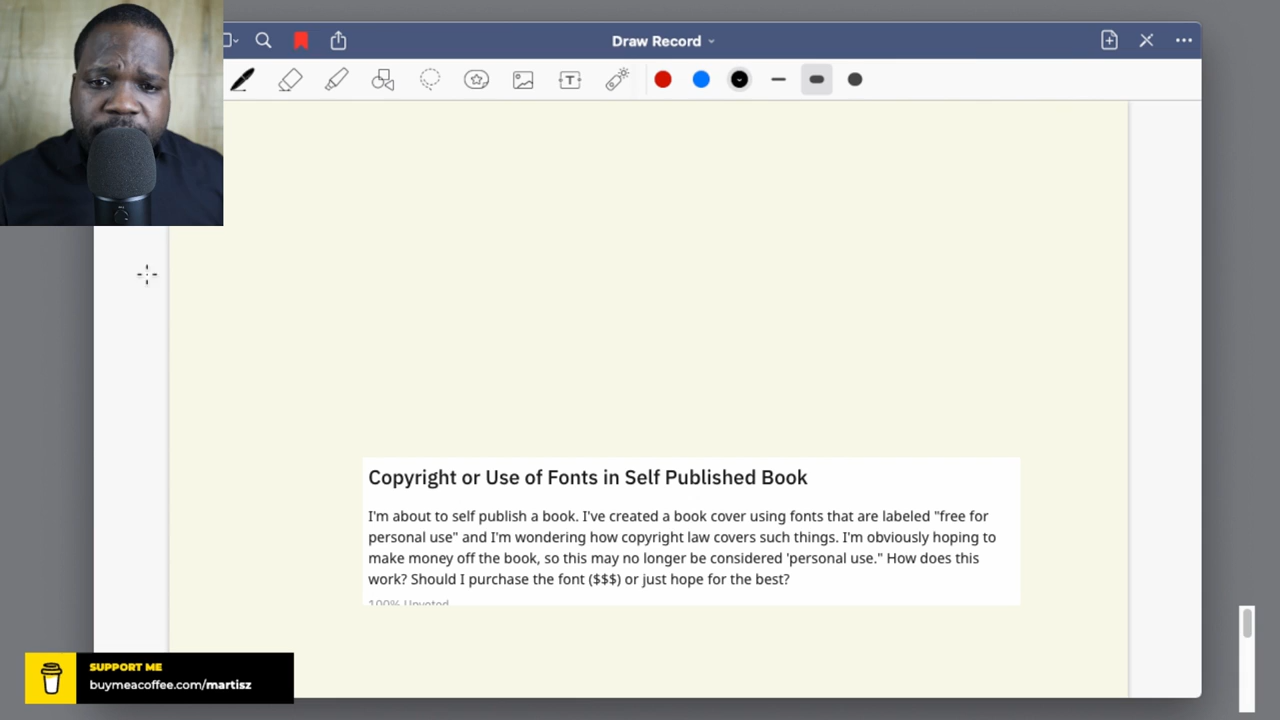 Draw Record
T
Copyright or Use of Fonts in Self Published Book
I'm about to self publish a book. I've created a book cover using fonts that are labeled "free for
personal use" and I'm wondering how copyright law covers such things. I'm obviously hoping to
make money off the book, so this may no longer be considered 'personal use." How does this
work? Should I purchase the font ($$$) or just hope for the best?
100% Upvoted
SUPPORT ME
buymeacoffee.com/martisz